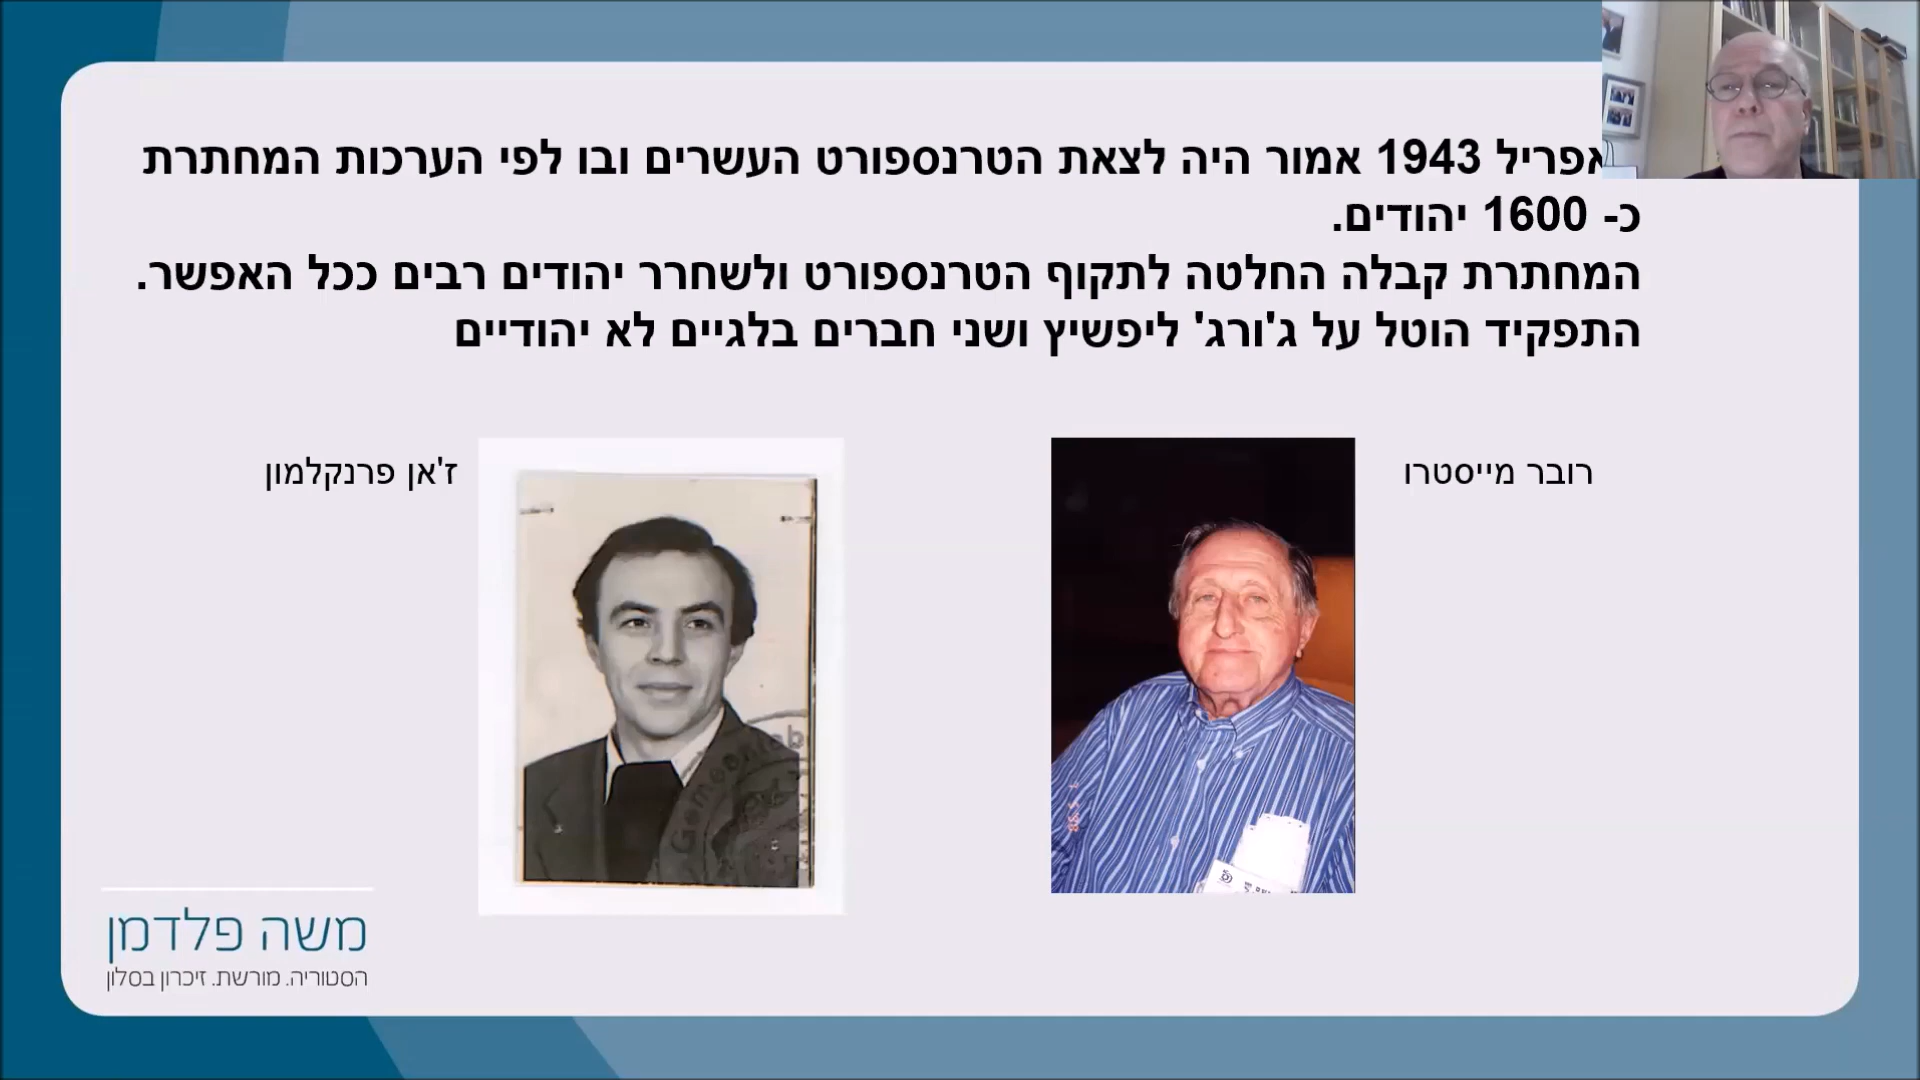 אפריל 1943 אמור היה לצאת הטרנספורט העשרים ובו לפי הערכות המחתרת
כ- 1600 יהודים.
המחתרת קבלה החלטה לתקוף הטרנספורט ולשחרר יהודים רבים ככל האפשר.
התפקיד הוטל על ג'ורג' ליפשיץ ושני חברים בלגיים לא יהודיים
רובר מייסטרו
ז'אן פרנקלמון
משה פלדמן
הסטוריה. מורשת. זיכרון בסלון